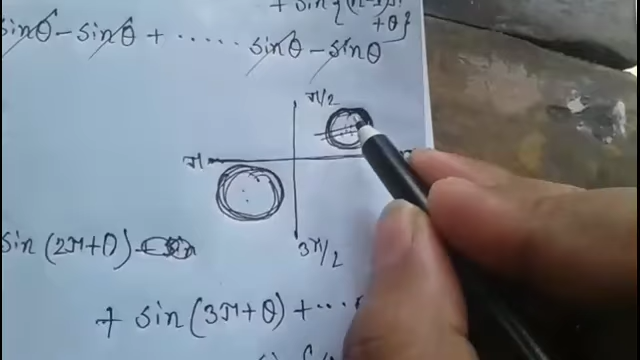 + sin{(n-1)π
+θ}
sinθ - sinθ + ...... sinθ - sinθ
π/2
π
3π/2
sin(2π+θ)
+ sin(3π+θ) + ...